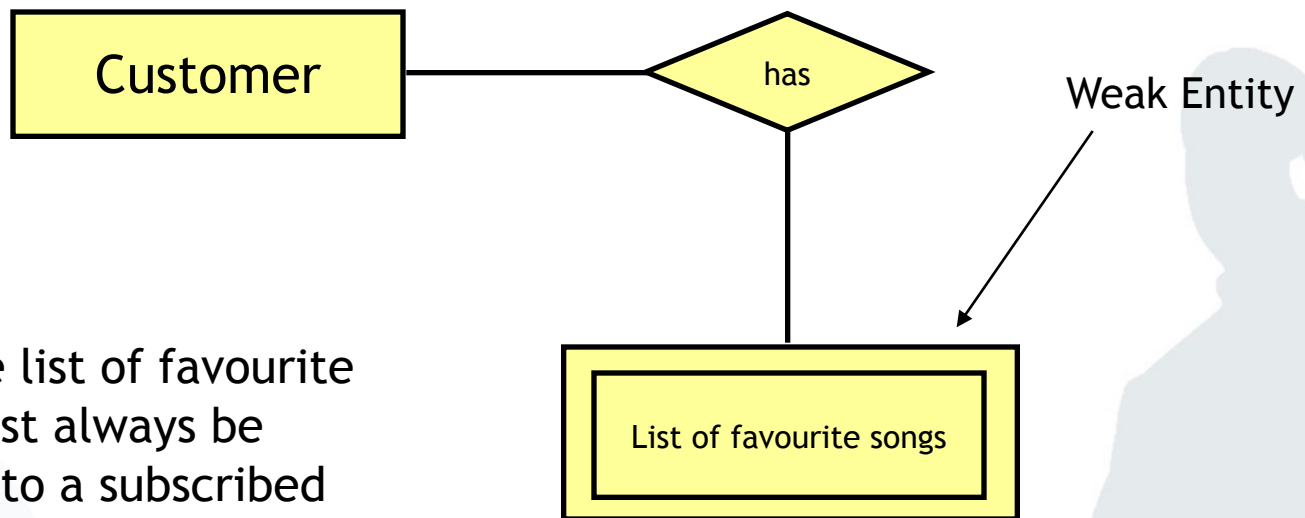 Customer
has
Weak Entity
list of favourite
st always be
to a subscribed
List of favourite songs